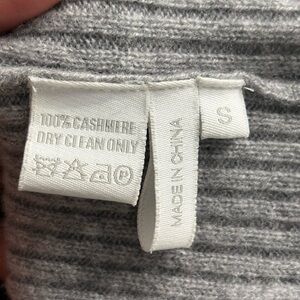 100% CASHMERE
DRY CLEAN ONLY
MADE IN CHINA
S